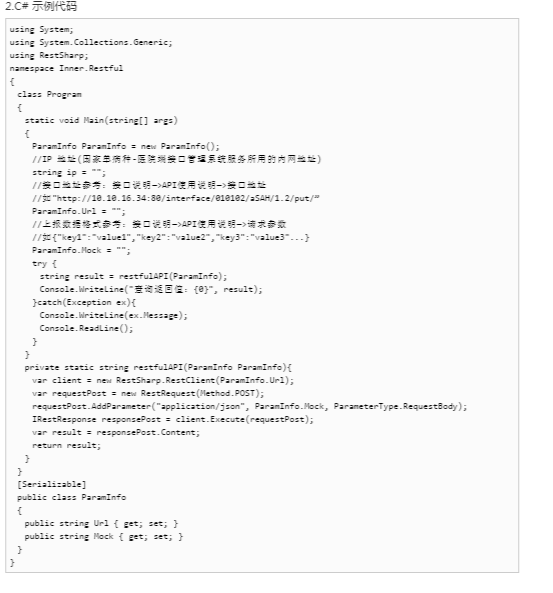 2.C# 示例代码
using System;
using System.Collections.Generic;
using RestSharp;
namespace Inner.Restful
{
class Program
{
static void Main(string[] args)
{
ParamInfo ParamInfo = new ParamInfo();
//IP 地址(国家单病种-医院端接口管理系统服务所用的内网地址)
string ip = "";
//接口地址参考: 接口说明->API使用说明->接口地址
//如"http://10.10.16.34:80/interface/010102/aSAH/1.2/put/"
ParamInfo.Url = "";
//上报数据格式参考: 接口说明->API使用说明->请求参数
//如{"key1":"value1","key2":"value2","key3":"value3"...}
ParamInfo.Mock = "";
try {
string result = restfulAPI(ParamInfo);
Console.WriteLine("查询返回值: {0}", result);
}catch(Exception ex){
Console.WriteLine(ex.Message);
Console.ReadLine();
}
}
private static string restfulAPI(ParamInfo ParamInfo){
var client = new RestSharp.RestClient(ParamInfo.Url);
var requestPost = new RestRequest(Method.POST);
requestPost.AddParameter("application/json", ParamInfo.Mock, ParameterType.RequestBody);
IRestResponse responsePost = client.Execute(requestPost);
var result = responsePost.Content;
return result;
}
}
[Serializable]
public class ParamInfo
{
public string Url { get; set; }
public string Mock { get; set; }
}
}